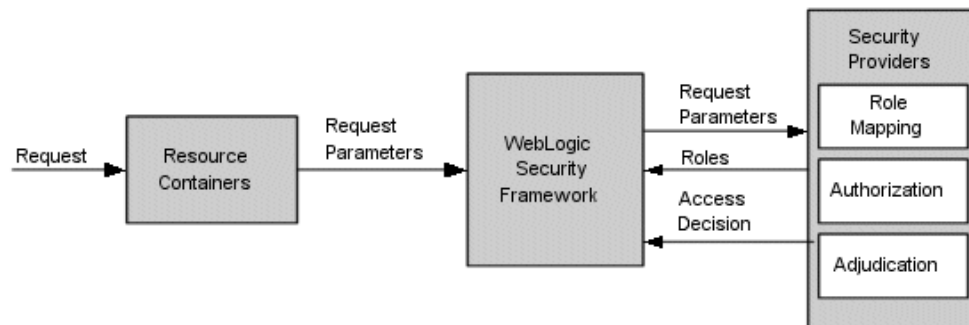 Request
Resource
Containers
Request
Parameters
WebLogic
Security
Framework
Request
Parameters
Roles
Access
Decision
Security
Providers
Role
Mapping
Authorization
Adjudication